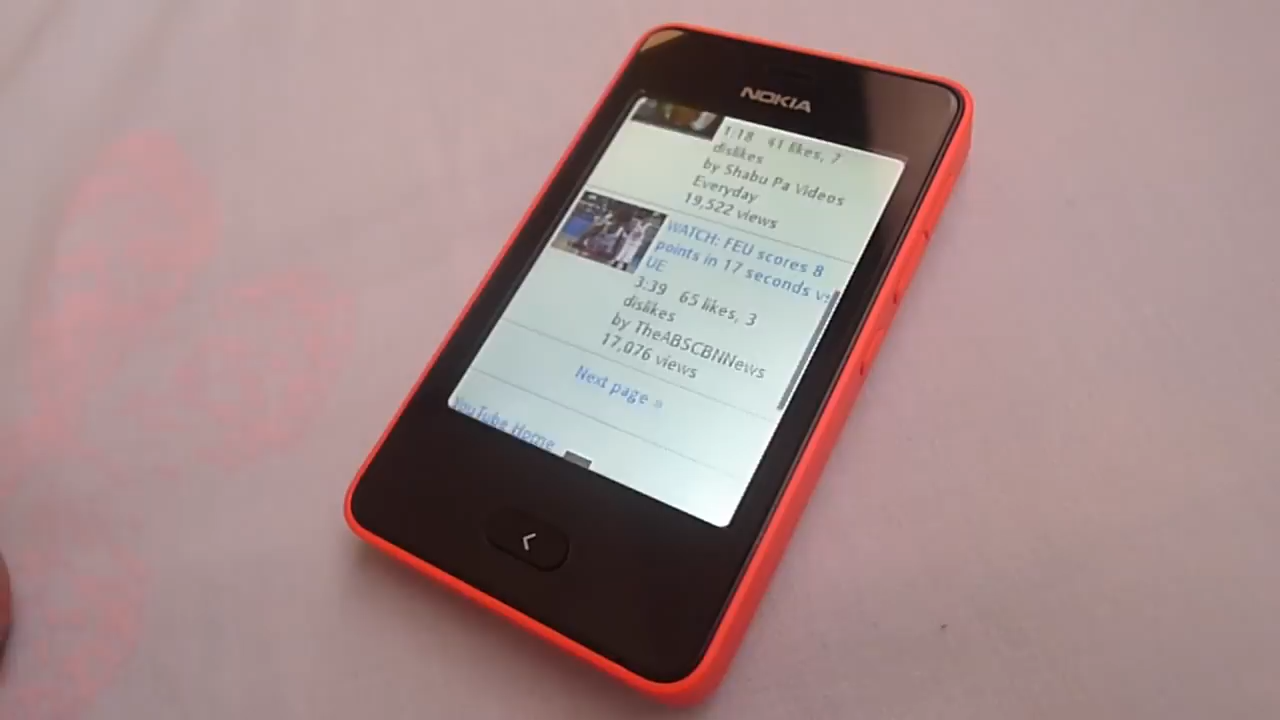 NOKIA
1:18 41 likes, 7
dislikes
by Shabu Pa Videos
Everyday
19,522 views
WATCH: FEU scores 8
points in 17 seconds vs
UE
3:39 65 likes, 3
dislikes
by TheABSCBNNews
17,076 views
Next page »
YouTube Home